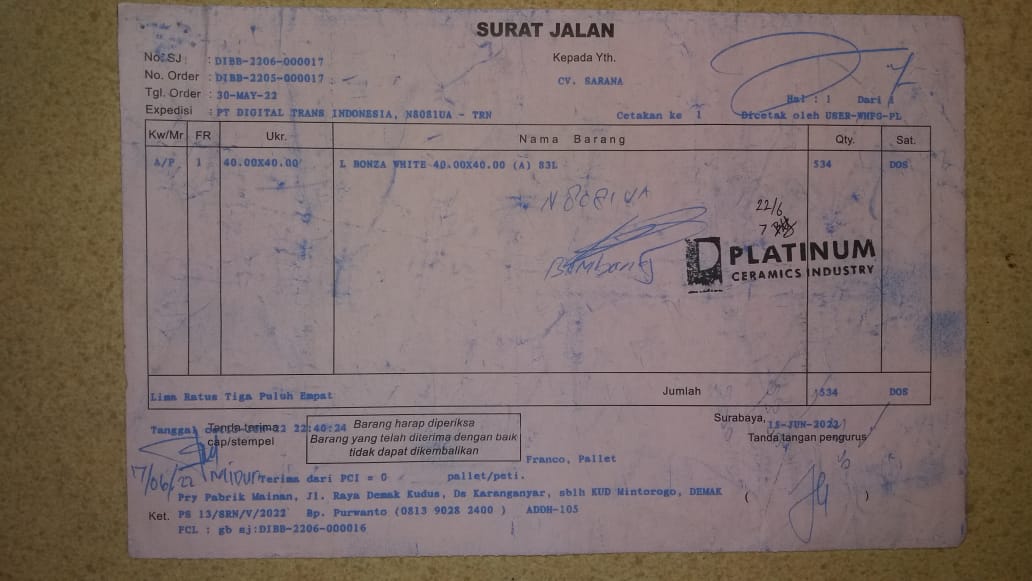 SURAT JALAN
No. SJ : DIBB-2206-000017
Kepada Yth.
No. Order : DIBB-2205-000017
CV. SARANA
Tgl. Order : 30-MAY-22
Hal : 1 Dari 1
Expedisi : PT DIGITAL TRANS INDONESIA, N8081UA - TRN
Cetakan ke 1 Dicetak oleh USER-WHFG-PL
Kw/Mr FR Ukr. Nama Barang Qty. Sat.
A/P 1 40.00X40.00 L BONZA WHITE 40.00X40.00 (A) 83L 534 DOS
N 8081 UA
22/6
7
Bambang
PLATINUM
CERAMICS INDUSTRY
Lima Ratus Tiga Puluh Empat
Jumlah 534 DOS
Tanggal 22 22:40:24
Tanda terima
cap/stempel
Barang harap diperiksa
Barang yang telah diterima dengan baik
tidak dapat dikembalikan
Surabaya, 15-JUN-2022
Tanda tangan pengurus
Franco, Pallet
17/06/22
Terima dari PCI = 0 pallet/peti.
Pry Pabrik Mainan, Jl. Raya Demak Kudus, Ds Karanganyar, sblh KUD Mintorogo, DEMAK
( )
Ket. PS 13/SRN/V/2022 Bp. Purwanto (0813 9028 2400 ) ADDH-105
FCL : gb sj:DIBB-2206-000016